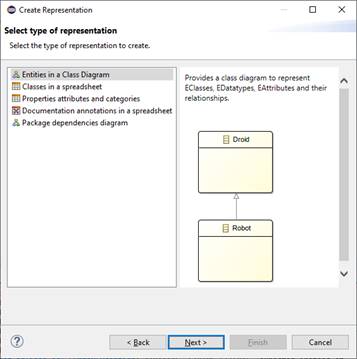 Create Representation
Select type of representation
Select the type of representation to create.
Entities in a Class Diagram
Classes in a spreadsheet
Properties attributes and categories
Documentation annotations in a spreadsheet
Package dependencies diagram
Provides a class diagram to represent
EClasses, EDatatypes, EAttributes and their
relationships.
Droid
Robot
?
< Back
Next >
Finish
Cancel